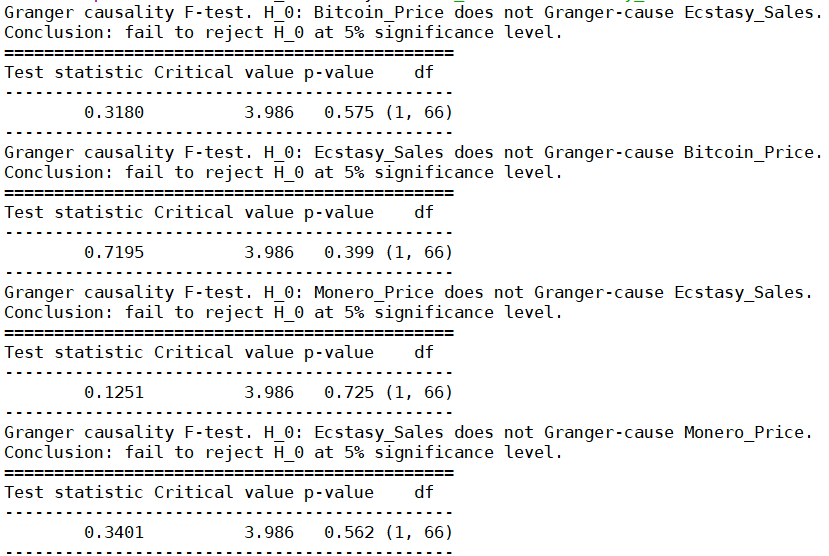 Granger causality F-test. H_0: Bitcoin_Price does not Granger-cause Ecstasy_Sales.
Conclusion: fail to reject H_0 at 5% significance level.
=============================================
Test statistic Critical value p-value    df
---------------------------------------------
        0.3180          3.986   0.575 (1, 66)
---------------------------------------------
Granger causality F-test. H_0: Ecstasy_Sales does not Granger-cause Bitcoin_Price.
Conclusion: fail to reject H_0 at 5% significance level.
=============================================
Test statistic Critical value p-value    df
---------------------------------------------
        0.7195          3.986   0.399 (1, 66)
---------------------------------------------
Granger causality F-test. H_0: Monero_Price does not Granger-cause Ecstasy_Sales.
Conclusion: fail to reject H_0 at 5% significance level.
=============================================
Test statistic Critical value p-value    df
---------------------------------------------
        0.1251          3.986   0.725 (1, 66)
---------------------------------------------
Granger causality F-test. H_0: Ecstasy_Sales does not Granger-cause Monero_Price.
Conclusion: fail to reject H_0 at 5% significance level.
=============================================
Test statistic Critical value p-value    df
---------------------------------------------
        0.3401          3.986   0.562 (1, 66)
---------------------------------------------